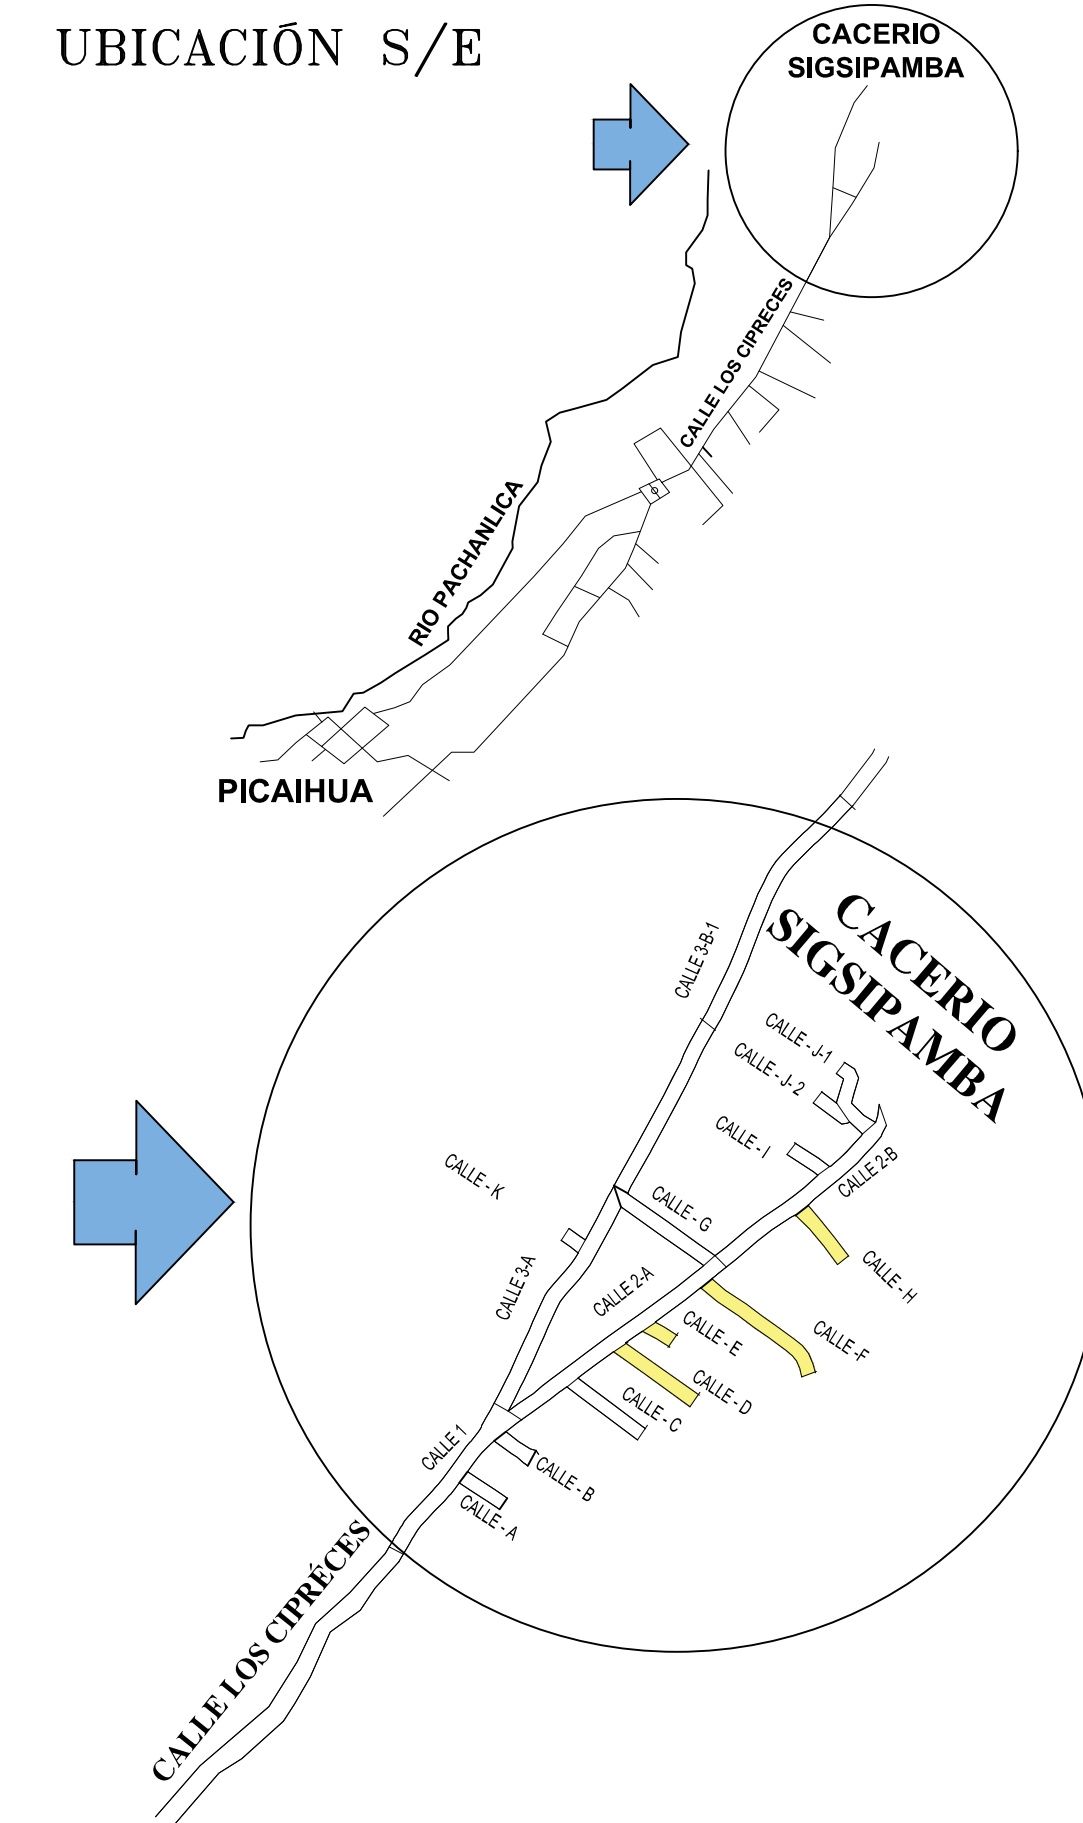 UBICACIÓN S/E
CACERIO
SIGSIPAMBA
CALLE LOS CIPRECES
RIO PACHANLICA
PICAIHUA
CACERIO
SIGSIPAMBA
CALLE 3-B-1
CALLE - J-1
CALLE - J- 2
CALLE - I
CALLE 2-B
CALLE - K
CALLE - G
CALLE - H
CALLE 3-A
CALLE 2-A
CALLE - E
CALLE -F
CALLE - D
CALLE - C
CALLE 1
CALLE - B
CALLE - A
CALLE LOS CIPRÉCES